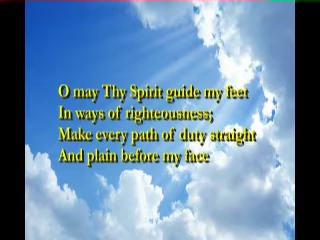 O may Thy Spirit guide my feet
In ways of righteousness;
Make every path of duty straight
And plain before my face